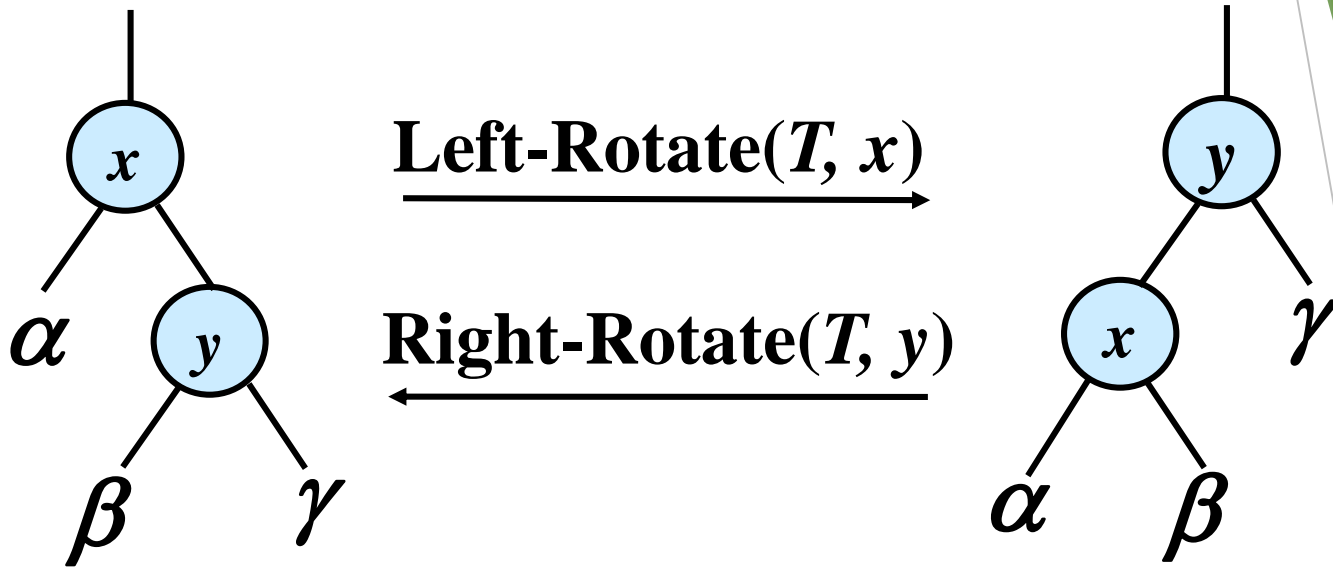 Left-Rotate(T, x)
x
y
Right-Rotate(T, y)
α
y
x
γ
β
γ
α
β